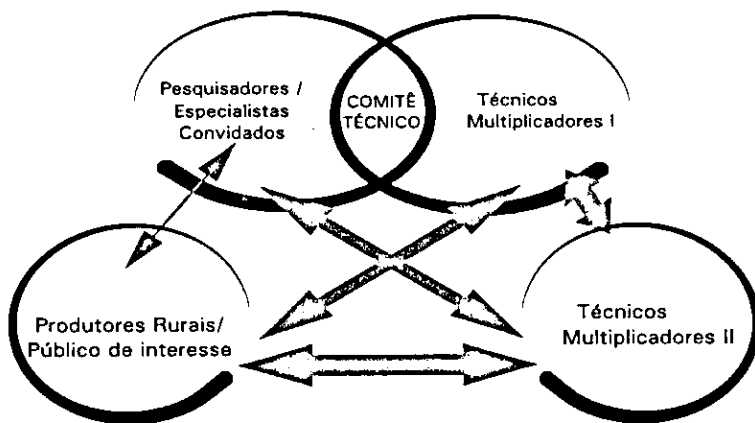 Pesquisadores /
Especialistas
Convidados
COMITÊ
TÉCNICO
Técnicos
Multiplicadores I
Produtores Rurais/
Público de interesse
Técnicos
Multiplicadores II